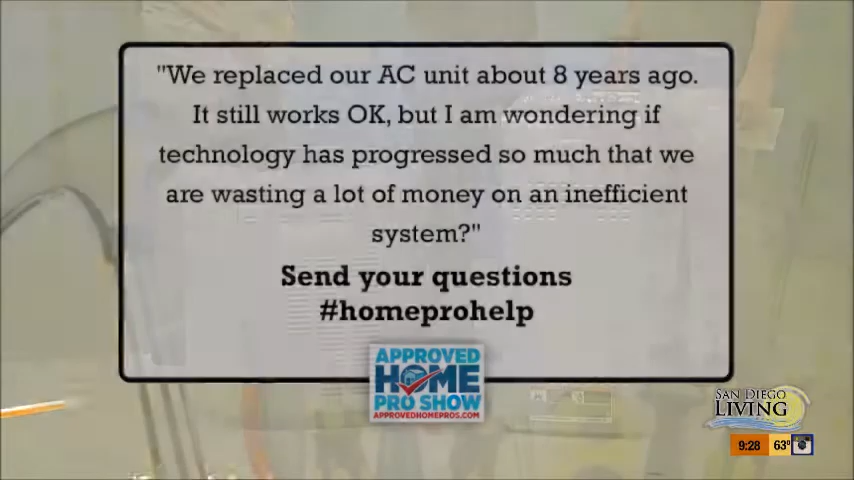 "We replaced our AC unit about 8 years ago.
It still works OK, but I am wondering if
technology has progressed so much that we
are wasting a lot of money on an inefficient
system?"
Send your questions
#homeprohelp
APPROVED
HOME
PRO SHOW
APPROVEDHOMEPROS.COM
SAN DIEGO
LIVING
9:28 63°